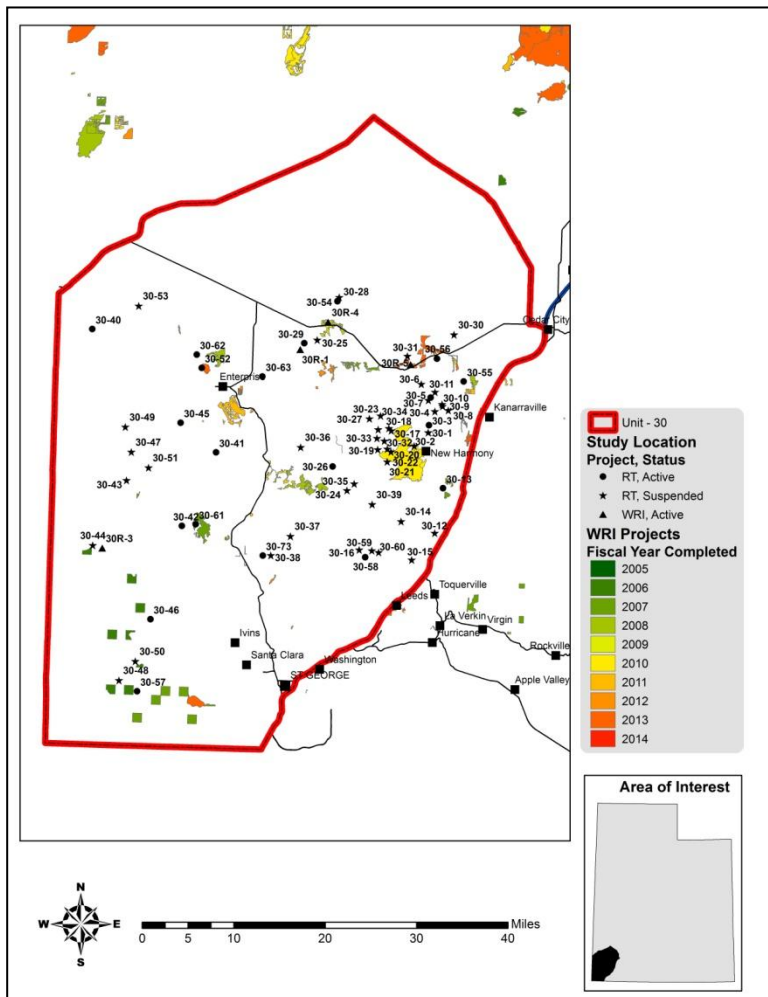 30-28
30-54
30-53
30R-4
30-40
30-30
Cedar City
30-29
30-25
30-62
30-31
30R-1
30-56
30-52
30-63
30-55
Enterpris
30-6
30-11
30-7
30-5
30-10
30-9
30-23
30-34
30-4
30-8
Kanarraville
30-27
30-18
30-45
30-3
30-49
30-17
30-1
30-33
30-32
30-2
30-36
30-47
30-41
30-19
30-20
New Harmony
30-51
30-26
30-22
30-21
30-43
30-35
30-13
30-24
30-39
30-14
30-42
30-61
30-37
30-12
30-44
30R-3
30-59
30-60
30-73
30-38
30-16
30-15
30-58
Toquerville
Leeds
30-46
La Verkin
Virgin
Ivins
Hurricane
30-50
Santa Clara
Rockville
Washington
30-48
30-57
ST GEORGE
Apple Valley
Unit - 30
Study Location
Project, Status
RT, Active
RT, Suspended
WRI, Active
WRI Projects
Fiscal Year Completed
2005
2006
2007
2008
2009
2010
2011
2012
2013
2014
Area of Interest
N
W E
S
Miles
0 5 10 20 30 40